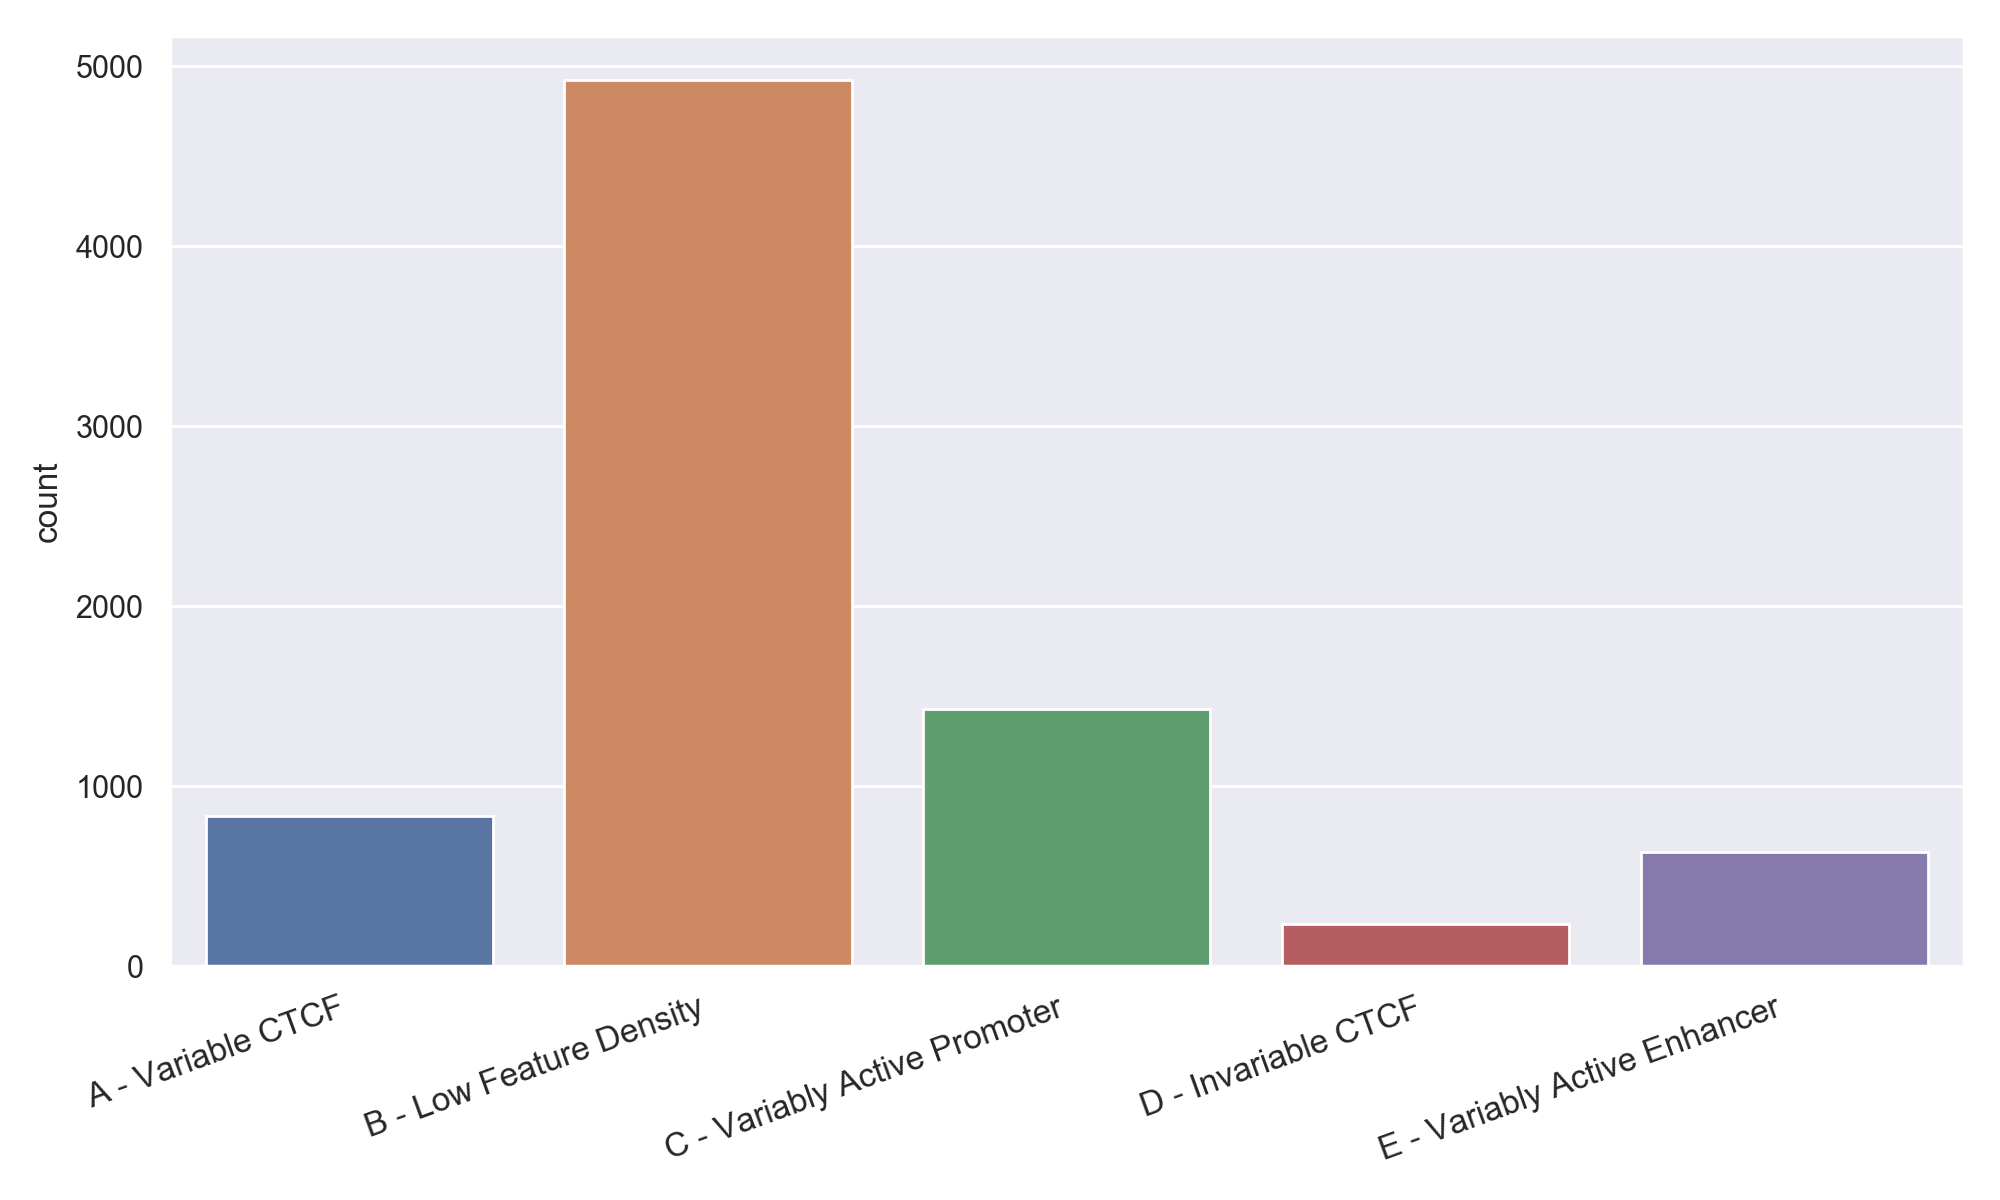 5000
4000
3000
2000
1000
0
count
A - Variable CTCF
B - Low Feature Density
C - Variably Active Promoter
D - Invariable CTCF
E - Variably Active Enhancer